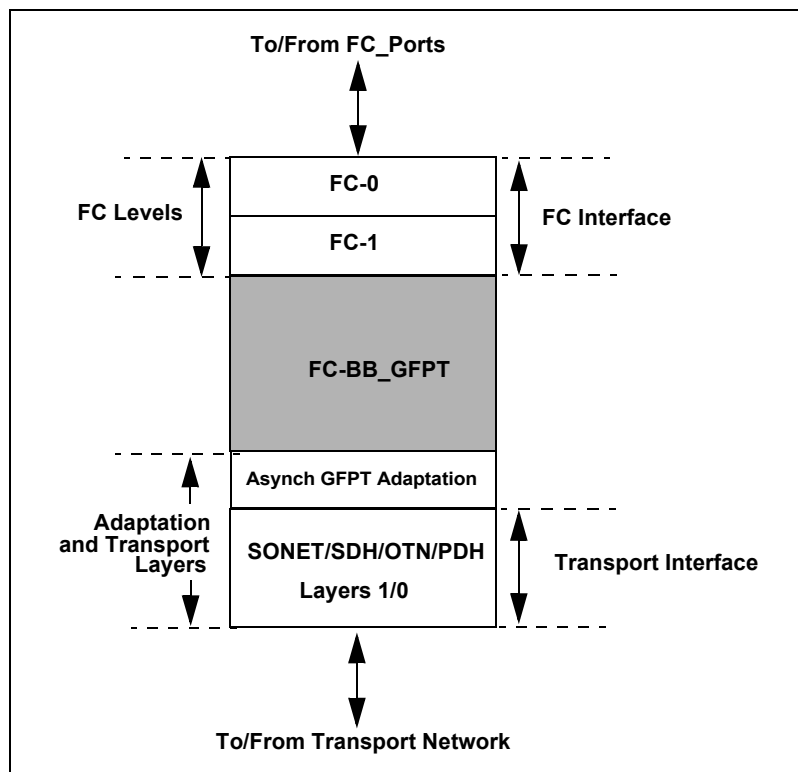 To/From FC_Ports
FC-0
FC Levels
FC Interface
FC-1
FC-BB_GFPT
Asynch GFPT Adaptation
Adaptation
and Transport
Layers
SONET/SDH/OTN/PDH
Layers 1/0
Transport Interface
To/From Transport Network